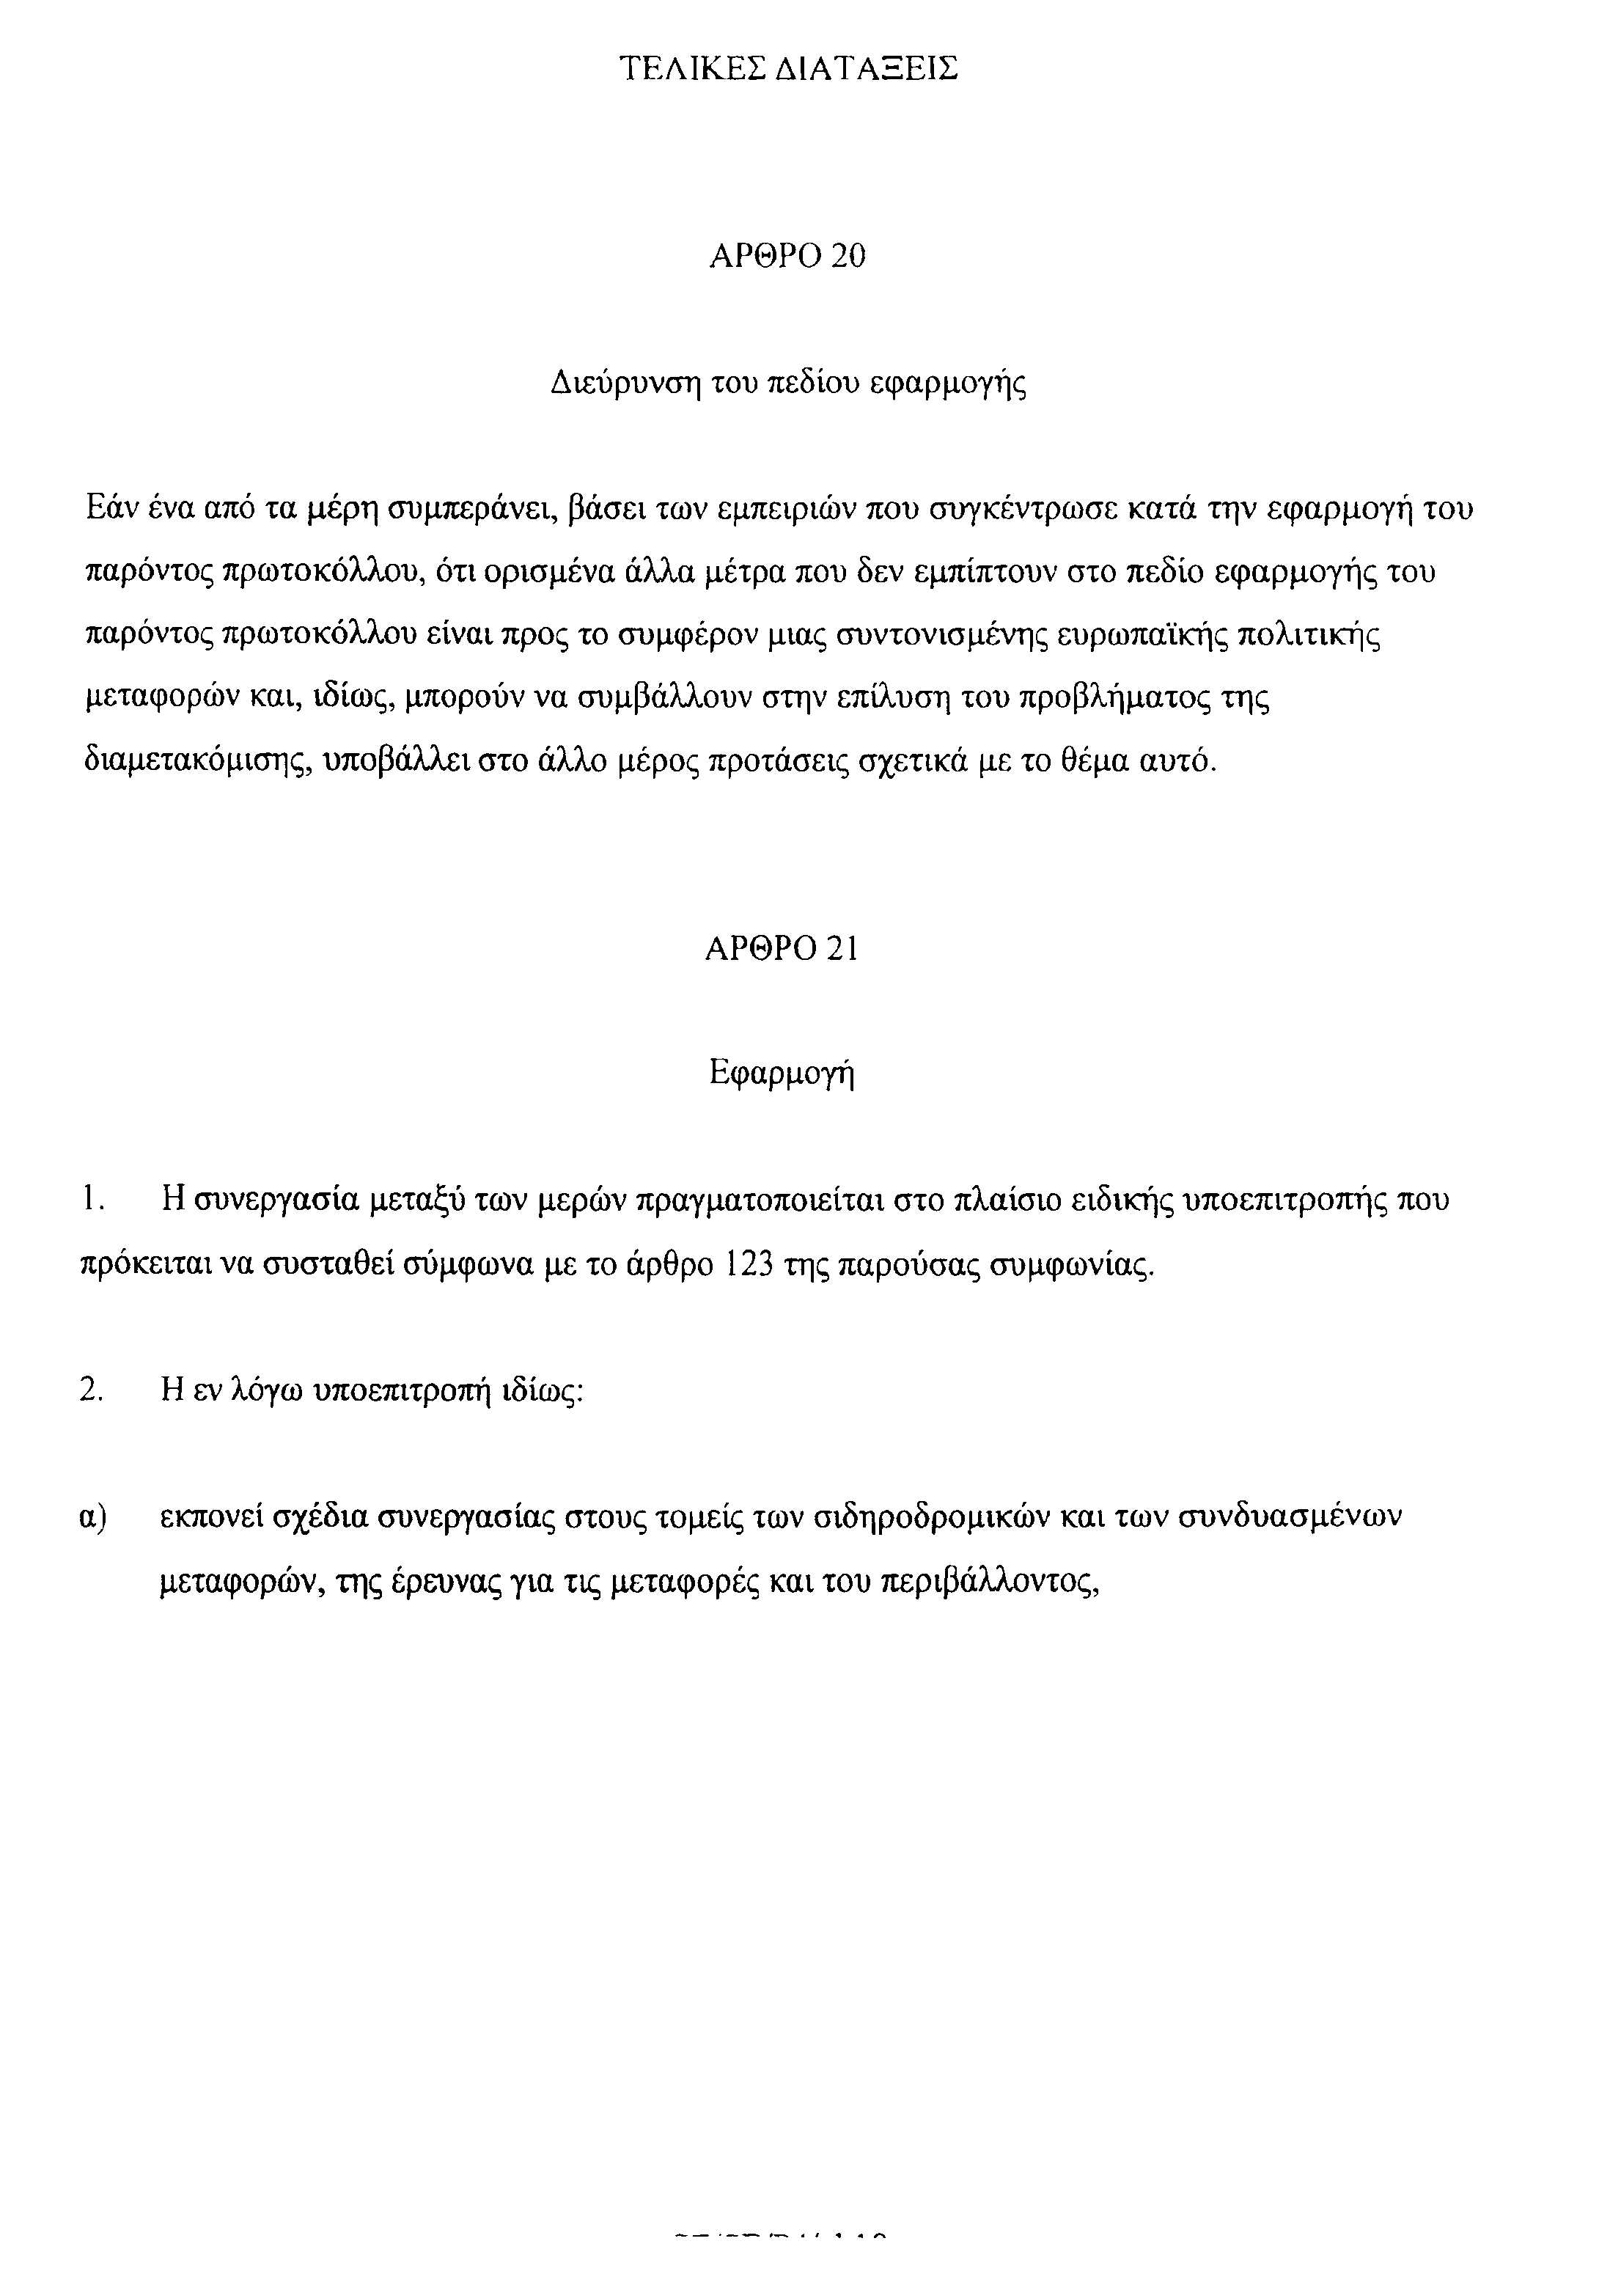 ΤΕΛΙΚΕΣ ΔΙΑΤΑΞΕΙΣ
ΑΡΘΡΟ 20
Διεύρυνση του πεδίου εφαρμογής
Εάν ένα από τα μέρη συμπεράνει, βάσει των εμπειριών που συγκέντρωσε κατά την εφαρμογή του
παρόντος πρωτοκόλλου, ότι ορισμένα άλλα μέτρα που δεν εμπίπτουν στο πεδίο εφαρμογής του
παρόντος πρωτοκόλλου είναι προς το συμφέρον μιας συντονισμένης ευρωπαϊκής πολιτικής
μεταφορών και, ιδίως, μπορούν να συμβάλλουν στην επίλυση του προβλήματος της
διαμετακόμισης, υποβάλλει στο άλλο μέρος προτάσεις σχετικά με το θέμα αυτό.
ΑΡΘΡΟ 21
Εφαρμογή
1. Η συνεργασία μεταξύ των μερών πραγματοποιείται στο πλαίσιο ειδικής υποεπιτροπής που
πρόκειται να συσταθεί σύμφωνα με το άρθρο 123 της παρούσας συμφωνίας.
2. Η εν λόγω υποεπιτροπή ιδίως:
α) εκπονεί σχέδια συνεργασίας στους τομείς των σιδηροδρομικών και των συνδυασμένων
μεταφορών, της έρευνας για τις μεταφορές και του περιβάλλοντος,